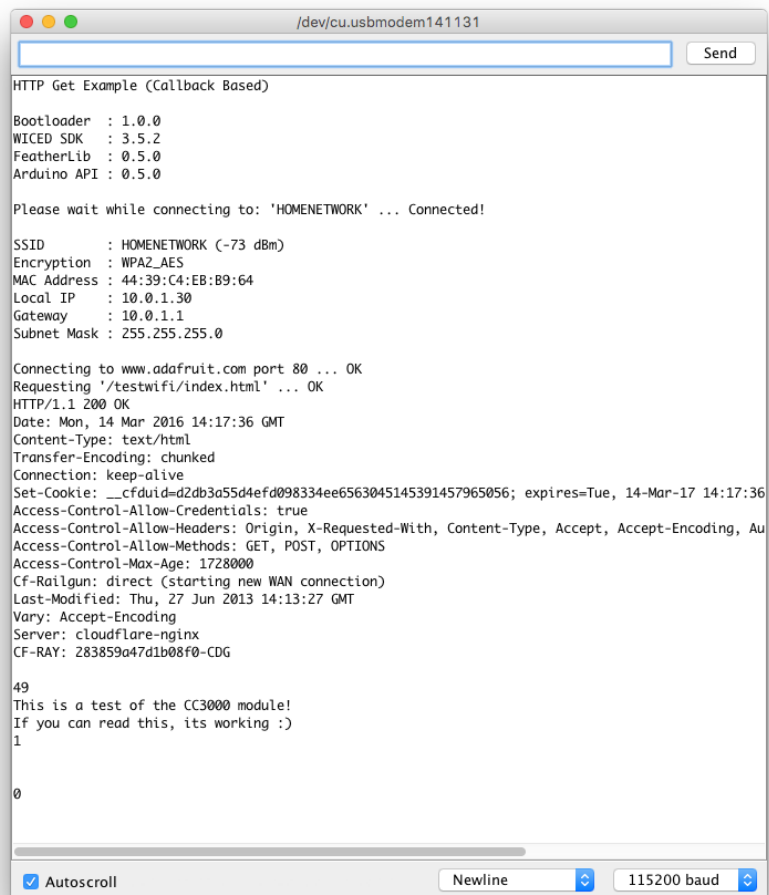 /dev/cu.usbmodem141131
Send
HTTP Get Example (Callback Based)
Bootloader  : 1.0.0
WICED SDK   : 3.5.2
FeatherLib  : 0.5.0
Arduino API : 0.5.0
Please wait while connecting to: 'HOMENETWORK' ... Connected!
SSID        : HOMENETWORK (-73 dBm)
Encryption  : WPA2_AES
MAC Address : 44:39:C4:EB:B9:64
Local IP    : 10.0.1.30
Gateway     : 10.0.1.1
Subnet Mask : 255.255.255.0
Connecting to www.adafruit.com port 80 ... OK
Requesting '/testwifi/index.html' ... OK
HTTP/1.1 200 OK
Date: Mon, 14 Mar 2016 14:17:36 GMT
Content-Type: text/html
Transfer-Encoding: chunked
Connection: keep-alive
Set-Cookie: __cfduid=d2db3a55d4efd098334ee6563045145391457965056; expires=Tue, 14-Mar-17 14:17:36
Access-Control-Allow-Credentials: true
Access-Control-Allow-Headers: Origin, X-Requested-With, Content-Type, Accept, Accept-Encoding, Au
Access-Control-Allow-Methods: GET, POST, OPTIONS
Access-Control-Max-Age: 1728000
Cf-Railgun: direct (starting new WAN connection)
Last-Modified: Thu, 27 Jun 2013 14:13:27 GMT
Vary: Accept-Encoding
Server: cloudflare-nginx
CF-RAY: 283859a47d1b08f0-CDG
49
This is a test of the CC3000 module!
If you can read this, its working :)
1
0
Autoscroll
Newline
115200 baud